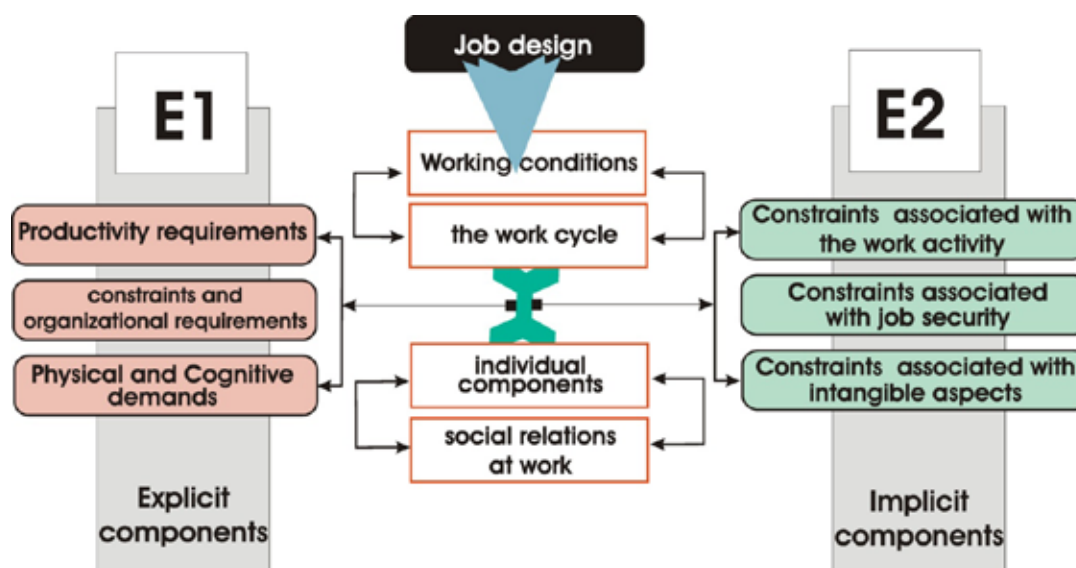 Job design
E1
E2
Working conditions
the work cycle
individual
components
social relations
at work
Productivity requirements
constraints and
organizational requirements
Physical and Cognitive
demands
Explicit
components
Constraints associated with
the work activity
Constraints associated
with job security
Constraints associated with
intangible aspects
Implicit
components